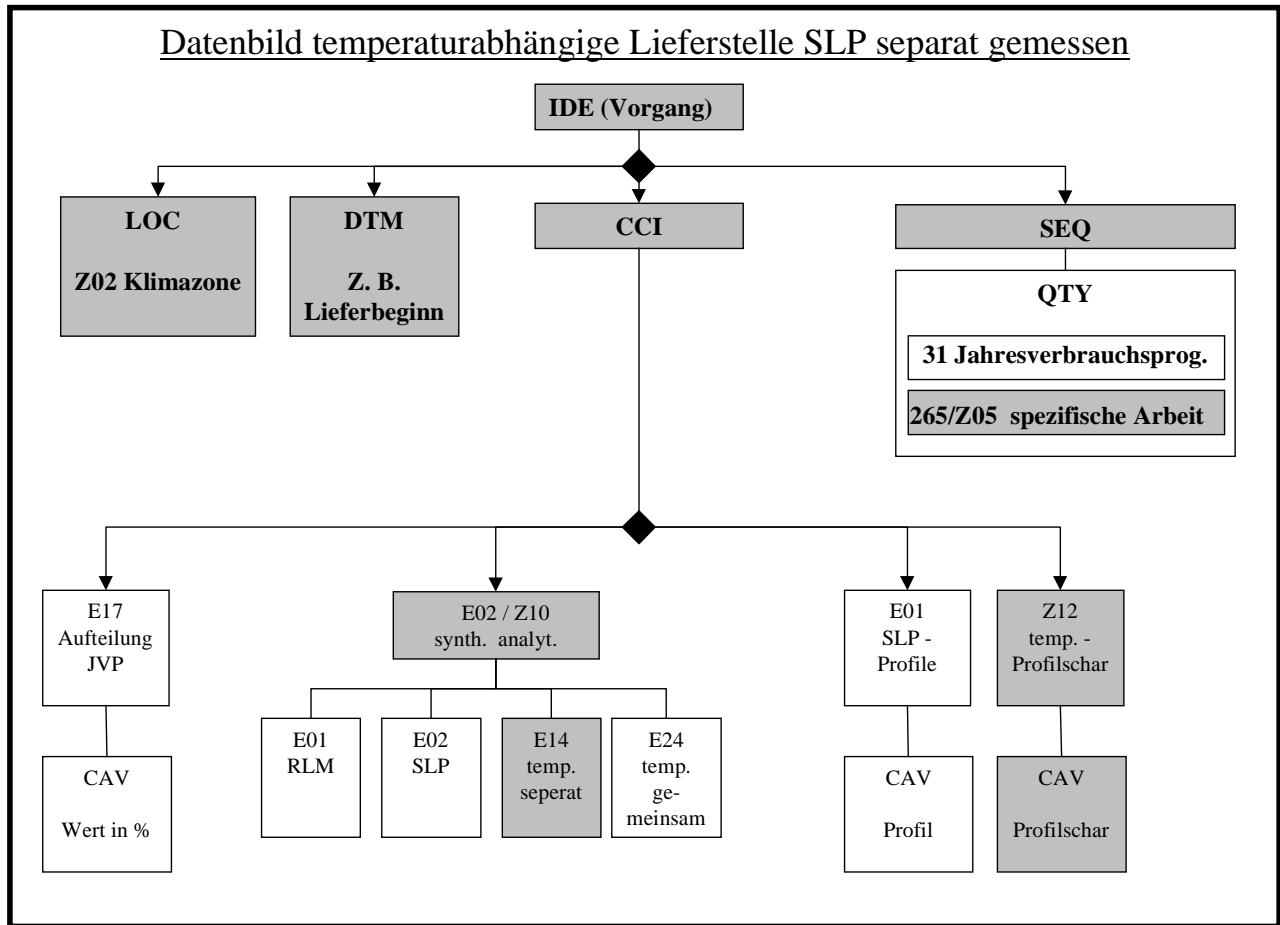 Datenbild temperaturabhängige Lieferstelle SLP separat gemessen
IDE (Vorgang)
LOC
Z02 Klimazone
DTM
Z. B.
Lieferbeginn
CCI
SEQ
QTY
31 Jahresverbrauchsprog.
265/Z05 spezifische Arbeit
E17
Aufteilung
JVP
CAV
Wert in %
E02 / Z10
synth. analyt.
E01
RLM
E02
SLP
E14
temp.
seperat
E24
temp.
ge-
meinsam
E01
SLP -
Profile
CAV
Profil
Z12
temp. -
Profilschar
CAV
Profilschar